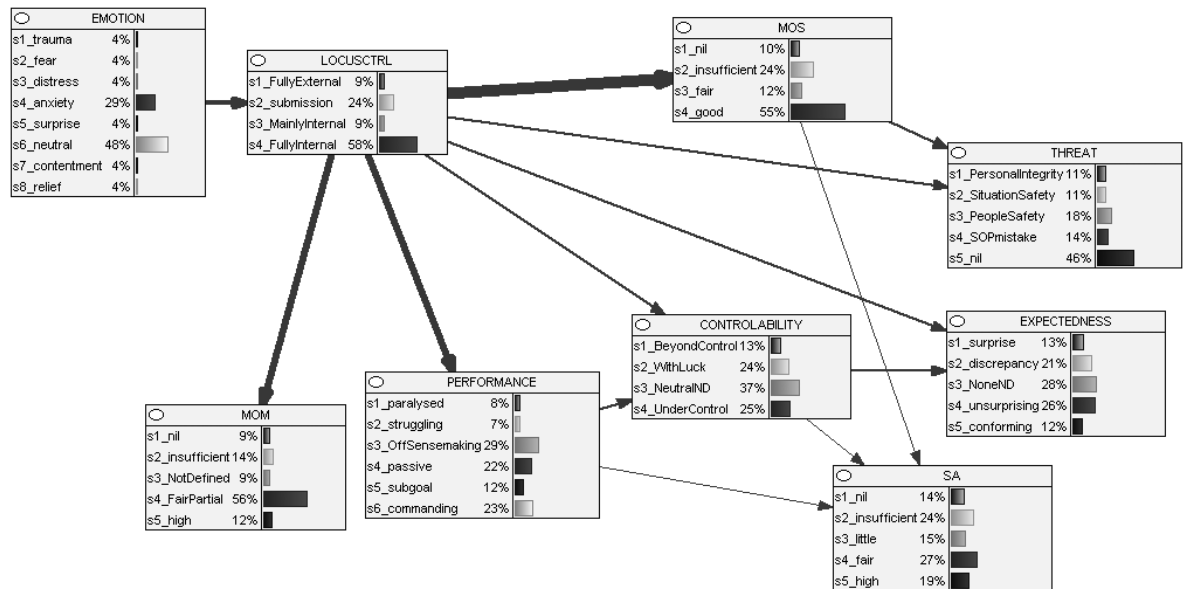 EMOTION
s1_trauma 4%
s2_fear 4%
s3_distress 4%
s4_anxiety 29%
s5_surprise 4%
s6_neutral 48%
s7_contentment 4%
s8_relief 4%
LOCUSCTRL
s1_FullyExternal 9%
s2_submission 24%
s3_MainlyInternal 9%
s4_FullyInternal 58%
MOS
s1_nil 10%
s2_insufficient 24%
s3_fair 12%
s4_good 55%
THREAT
s1_PersonalIntegrity 11%
s2_SituationSafety 11%
s3_PeopleSafety 18%
s4_SOPmistake 14%
s5_nil 46%
CONTROLABILITY
s1_BeyondControl 13%
s2_WithLuck 24%
s3_NeutralND 37%
s4_UnderControl 25%
EXPECTEDNESS
s1_surprise 13%
s2_discrepancy 21%
s3_NoneND 28%
s4_unsurprising 26%
s5_conforming 12%
PERFORMANCE
s1_paralysed 8%
s2_struggling 7%
s3_OffSensemaking 29%
s4_passive 22%
s5_subgoal 12%
s6_commanding 23%
MOM
s1_nil 9%
s2_insufficient 14%
s3_NotDefined 9%
s4_FairPartial 56%
s5_high 12%
SA
s1_nil 14%
s2_insufficient 24%
s3_little 15%
s4_fair 27%
s5_high 19%